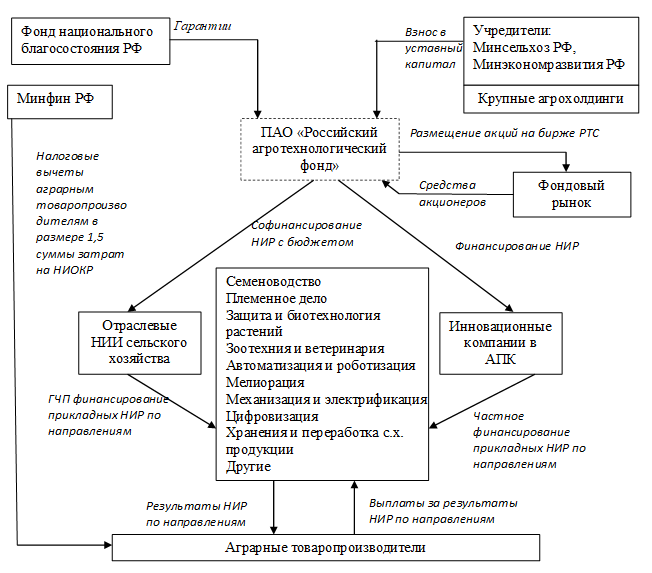 Фонд национального
благосостояния РФ
Гарантии
Взнос в
уставный
капитал
Учредители:
Минсельхоз РФ,
Минэкономразвития РФ
Крупные агрохолдинги
Минфин РФ
ПАО «Российский
агротехнологический
фонд»
Размещение акций на бирже РТС
Средства
акционеров
Фондовый
рынок
Налоговые
вычеты
аграрным
товаропроизво
дителям в
размере 1,5
суммы затрат
на НИОКР
Софинансирование
НИР с бюджетом
Финансирование НИР
Отраслевые
НИИ сельского
хозяйства
Семеноводство
Племенное дело
Защита и биотехнология
растений
Зоотехния и ветеринария
Автоматизация и роботизация
Мелиорация
Механизация и электрификация
Цифровизация
Хранения и переработка с.х.
продукции
Другие
Инновационные
компании в
АПК
ГЧП финансирование
прикладных НИР по
направлениям
Частное
финансирование
прикладных НИР по
направлениям
Результаты НИР
по направлениям
Выплаты за результаты
НИР по направлениям
Аграрные товаропроизводители